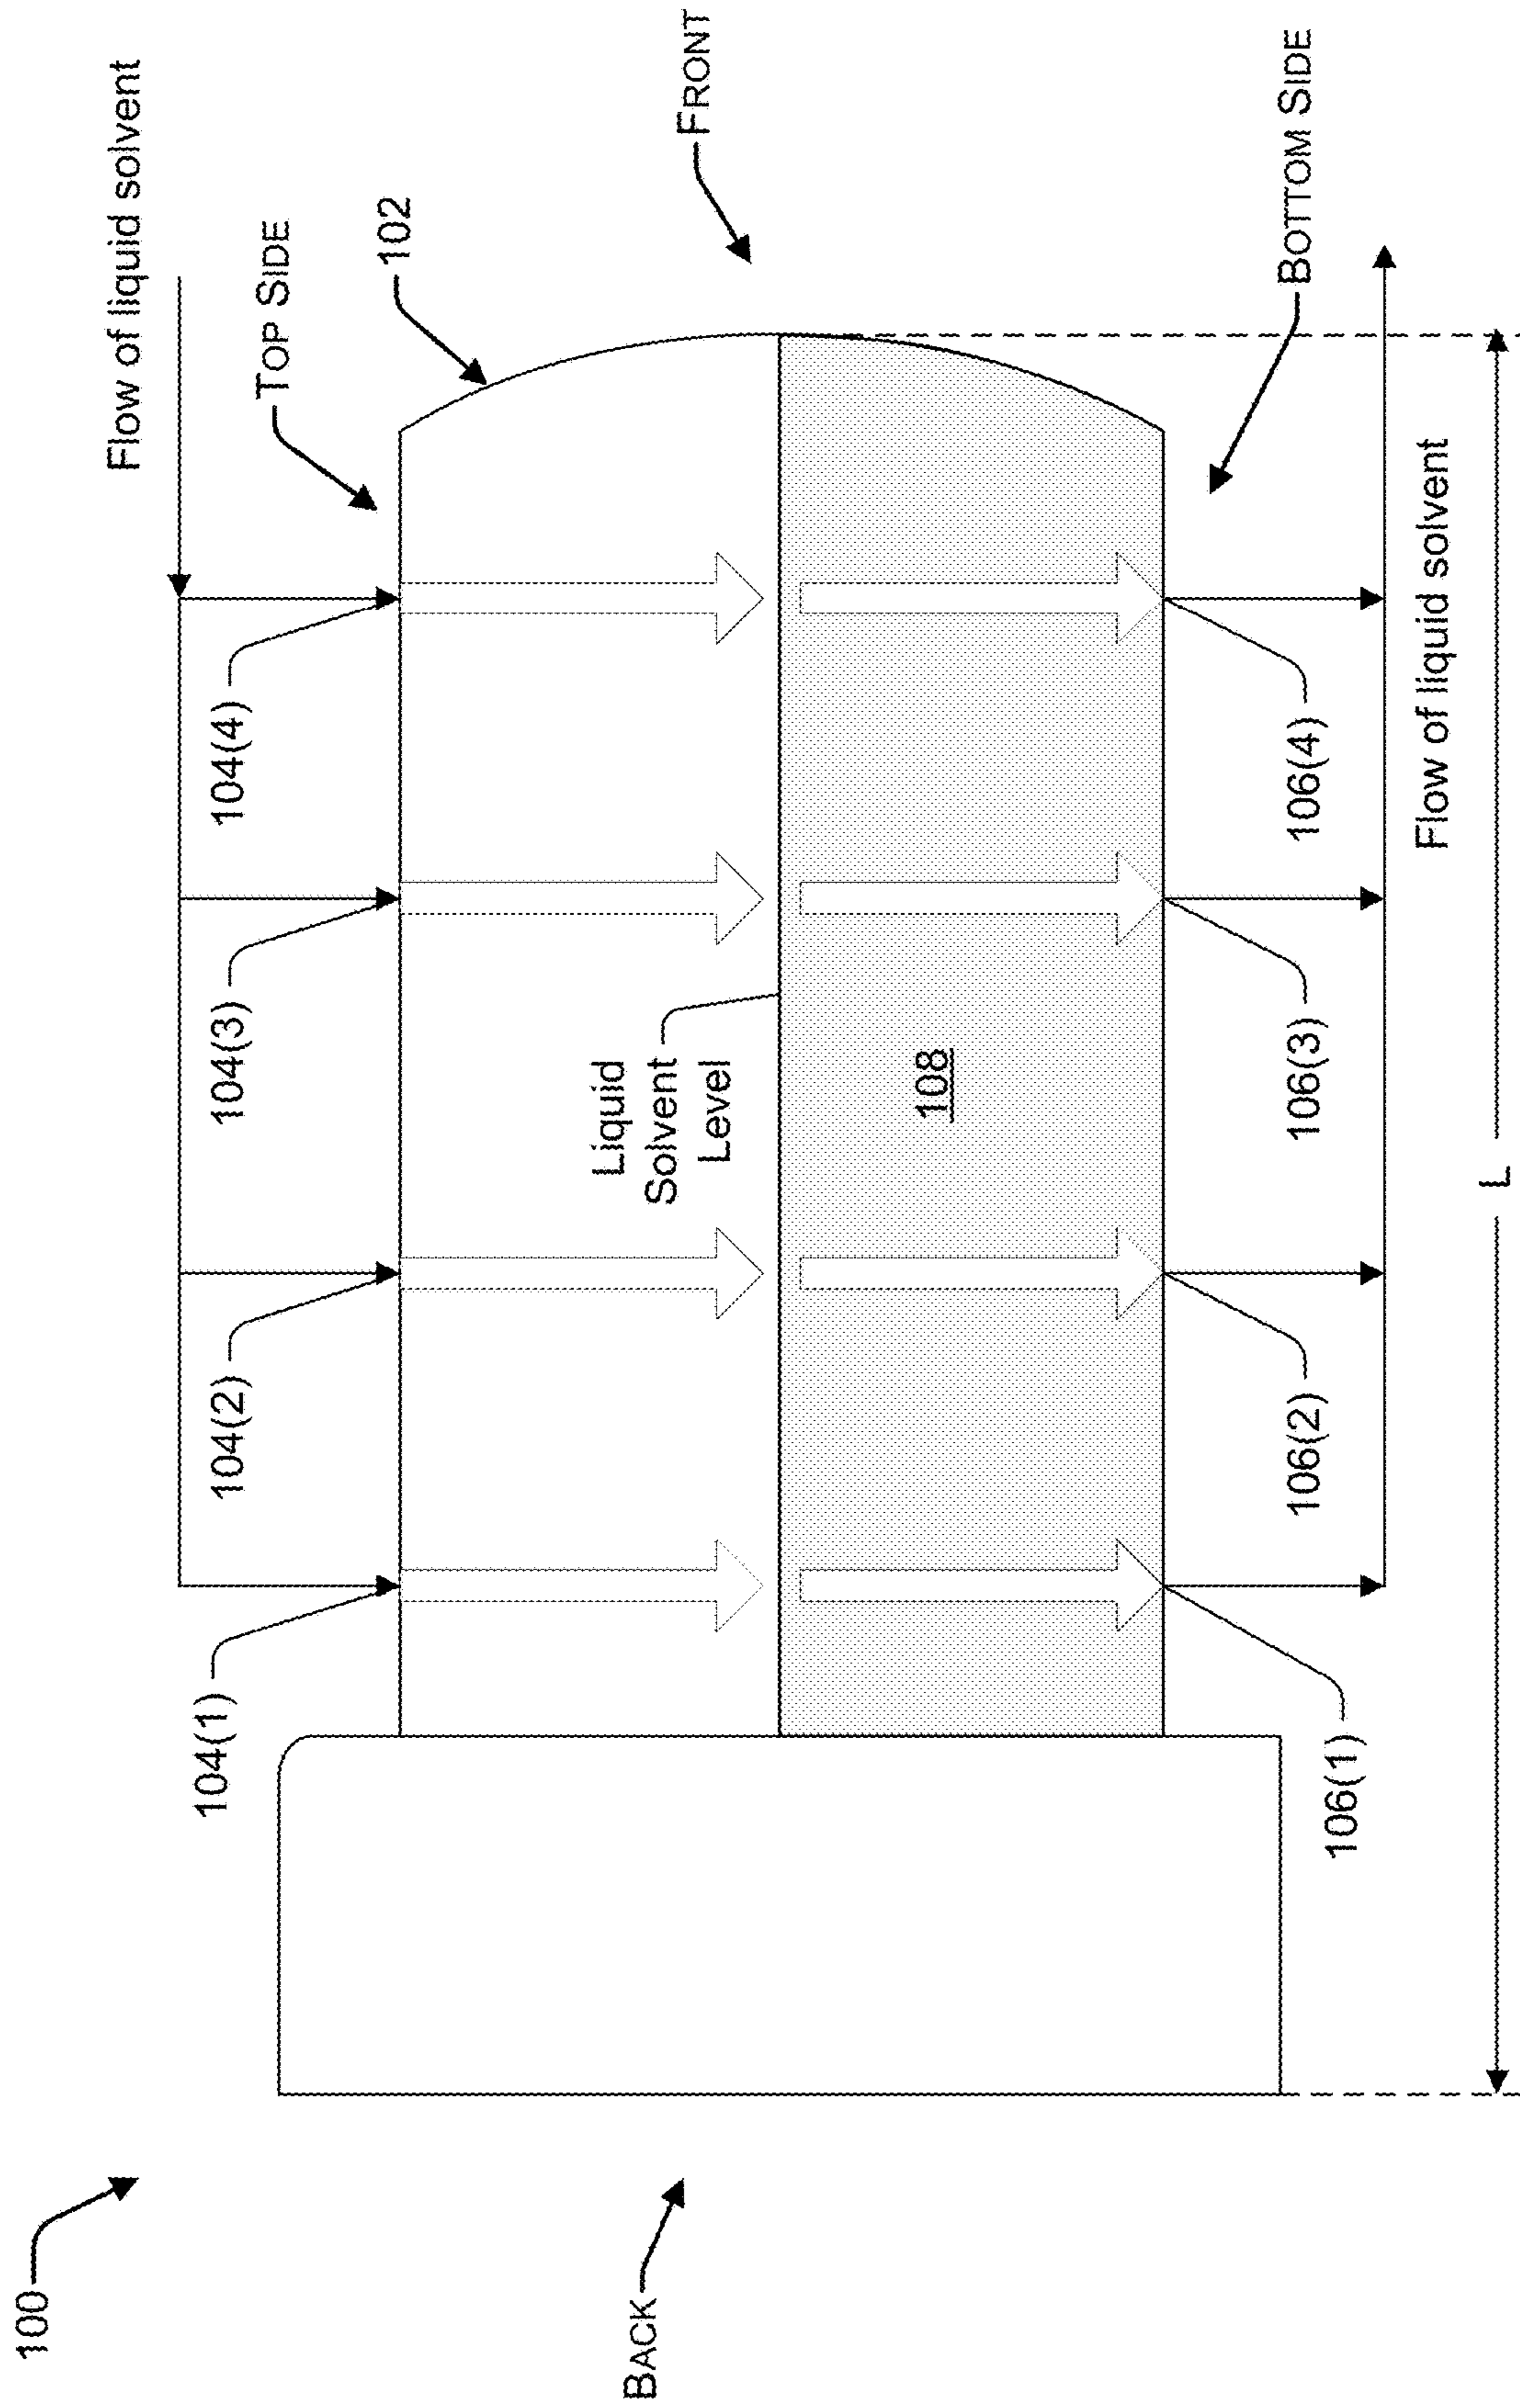 100
Flow of liquid solvent
TOP SIDE
102
FRONT
104(1)
104(2)
104(3)
104(4)
Liquid
Solvent
Level
108
BACK
106(1)
106(2)
106(3)
106(4)
BOTTOM SIDE
Flow of liquid solvent
L